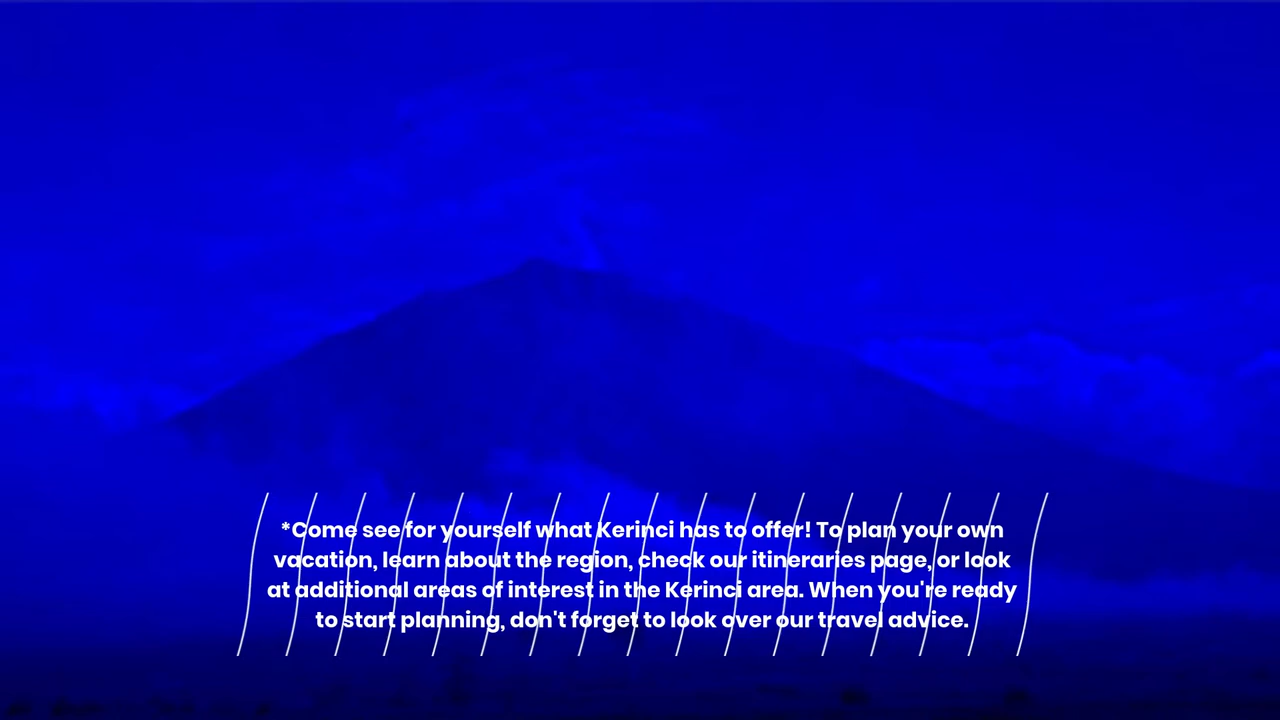 *Come see for yourself what Kerinci has to offer! To plan your own
vacation, learn about the region, check our itineraries page, or look
at additional areas of interest in the Kerinci area. When you're ready
to start planning, don't forget to look over our travel advice.